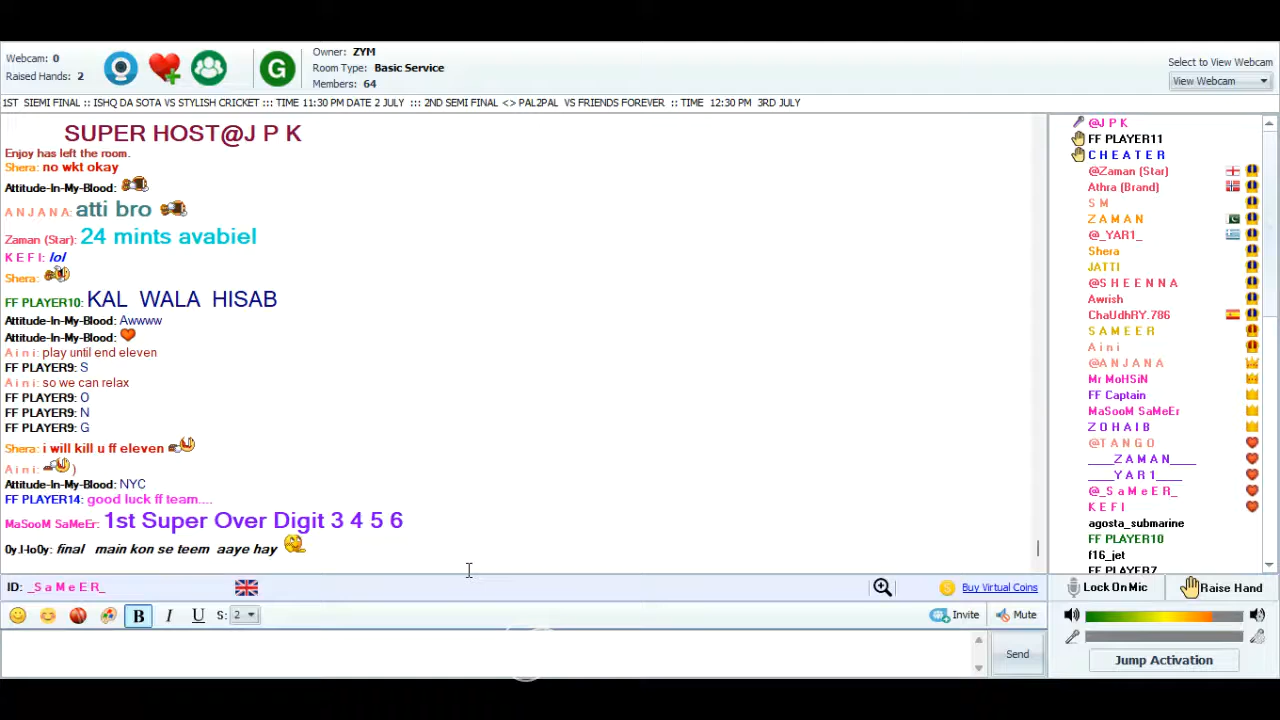 Webcam: 0
Raised Hands: 2
G
Owner: ZYM
Room Type: Basic Service
Members: 64
Select to View Webcam
View Webcam
1ST SIEMI FINAL :: ISHQ DA SOTA VS STYLISH CRICKET ::: TIME 11:30 PM DATE 2 JULY ::: 2ND SEMI FINAL <> PAL2PAL VS FRIENDS FOREVER :: TIME 12:30 PM 3RD JULY
SUPER HOST@J P K
Enjoy has left the room.
Shera: no wkt okay
Attitude-In-My-Blood:
A N J A N A: atti bro
Zaman (Star): 24 mints avabiel
K E F I: lol
Shera:
FF PLAYER10: KAL WALA HISAB
Attitude-In-My-Blood: Awwww
Attitude-In-My-Blood:
A i n i: play until end eleven
FF PLAYER9: S
A i n i: so we can relax
FF PLAYER9: O
FF PLAYER9: N
FF PLAYER9: G
Shera: i will kill u ff eleven
A i n i: )
Attitude-In-My-Blood: NYC
FF PLAYER14: good luck ff team....
MaSooM SaMeEr: 1st Super Over Digit 3 4 5 6
0y.l-lo0y: final main kon se teem aaye hay
@J P K
FF PLAYER11
C H E A T E R
@Zaman (Star)
Athra (Brand)
S M
Z A M A N
@_YAR1_
Shera
JATTI
@S H E E N N A
Awrish
ChaUdhRY.786
S A M E E R
A i n i
@A N J A N A
Mr MoHSiN
FF Captain
MaSooM SaMeEr
Z O H A I B
@T A N G O
____Z A M A N____
____Y A R 1____
@_S a M e E R_
K E F I
agosta_submarine
FF PLAYER10
f16_jet
FF PLAYER7
ID: _S a M e E R_
Buy Virtual Coins
Lock On Mic
Raise Hand
B I U S: 2
Invite
Mute
Send
Jump Activation